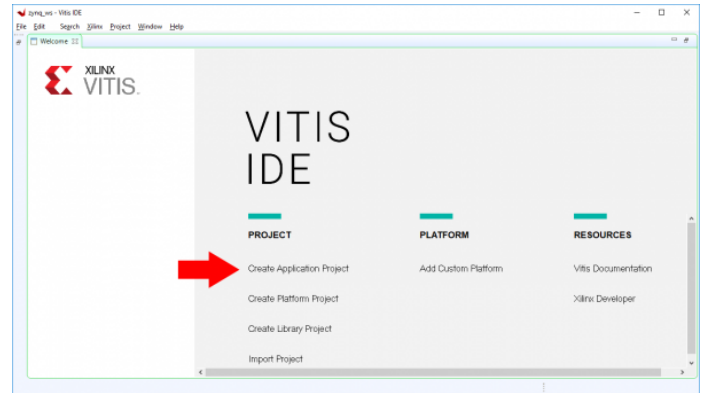 zynq_ws - Vitis IDE
File Edit Search Xilinx Project Window Help
Welcome
XILINX
VITIS.
VITIS
IDE
PROJECT PLATFORM RESOURCES
Create Application Project Add Custom Platform Vitis Documentation
Create Platform Project Xilinx Developer
Create Library Project
Import Project